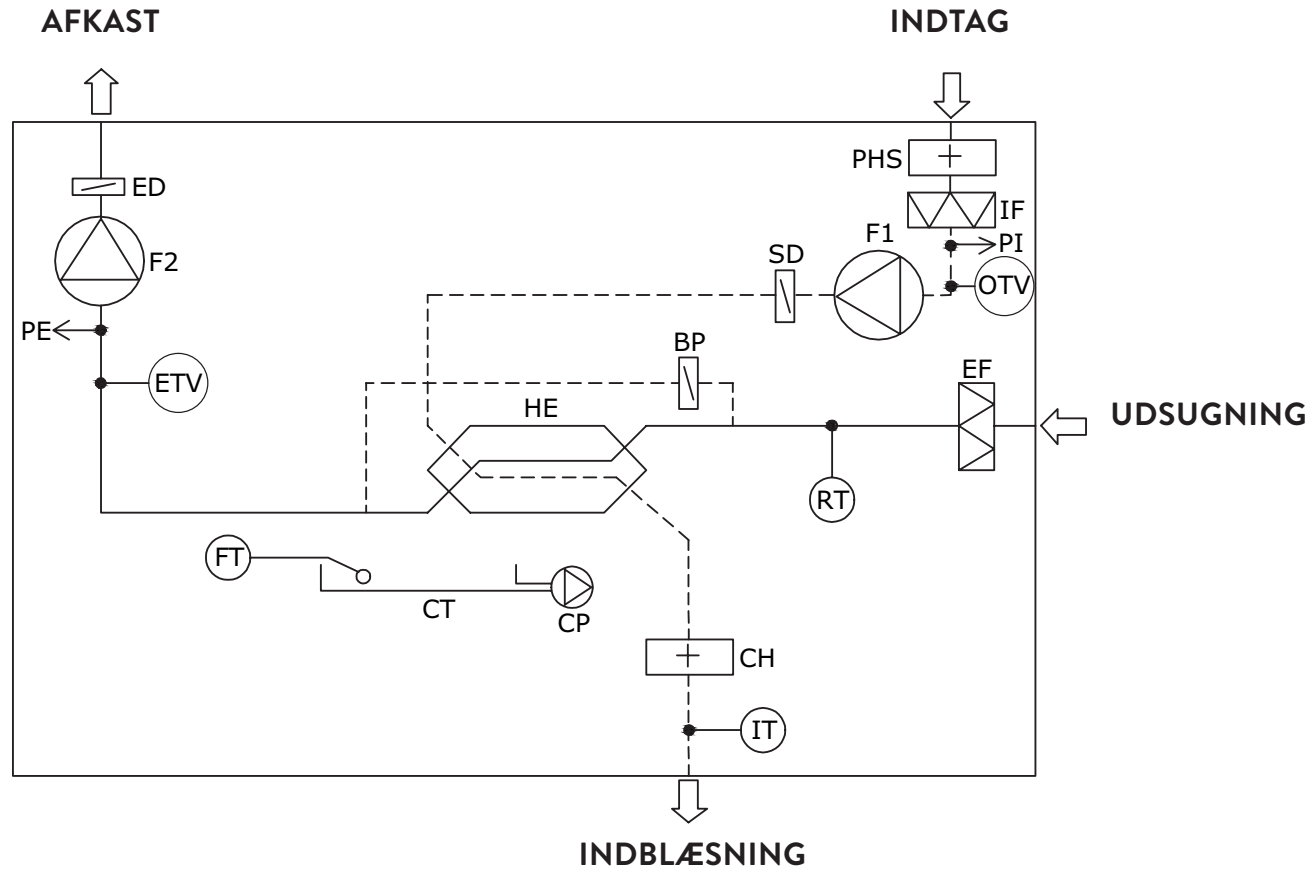 AFKAST
INDTAG
PHS
ED
IF
F1
PI
F2
SD
OTV
PE
BP
EF
ETV
HE
UDSUGNING
RT
FT
CT
CP
CH
IT
INDBLÆSNING